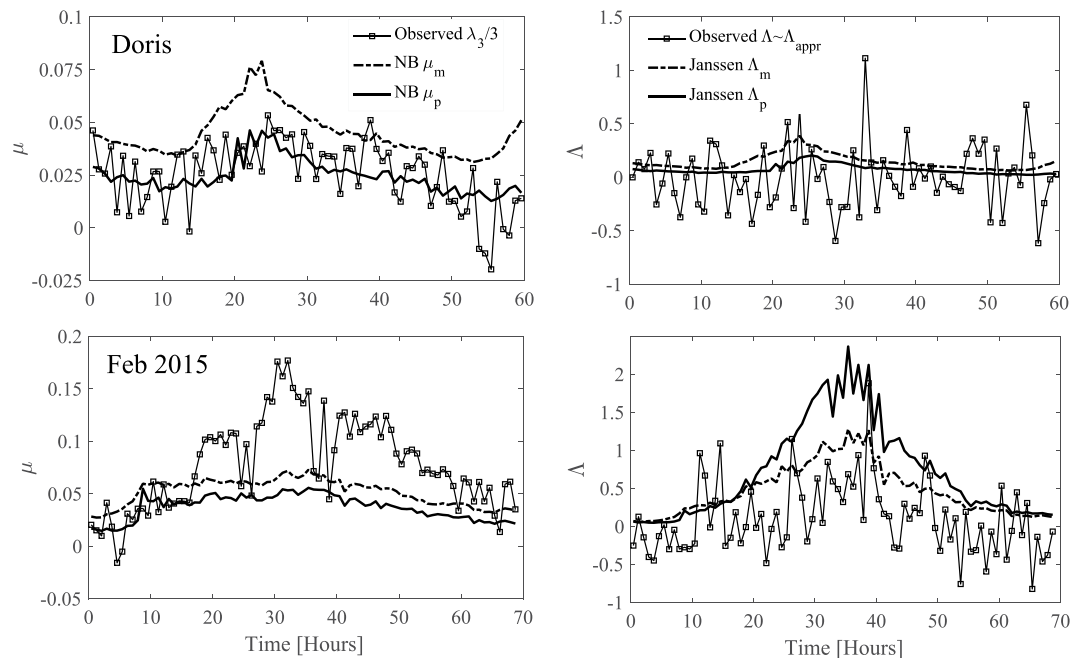 Doris
0.1
0.075
0.05
0.025
0
-0.025
μ
0 10 20 30 40 50 60
Observed λ3/3
NB μm
NB μp
1.5
1
0.5
0
-0.5
-1
Λ
0 10 20 30 40 50 60
Observed Λ~Λappr
Janssen Λm
Janssen Λp
Feb 2015
0.2
0.15
0.1
0.05
0
-0.05
μ
0 10 20 30 40 50 60 70
Time [Hours]
2
1.5
1
0.5
0
-0.5
-1
Λ
0 10 20 30 40 50 60 70
Time [Hours]